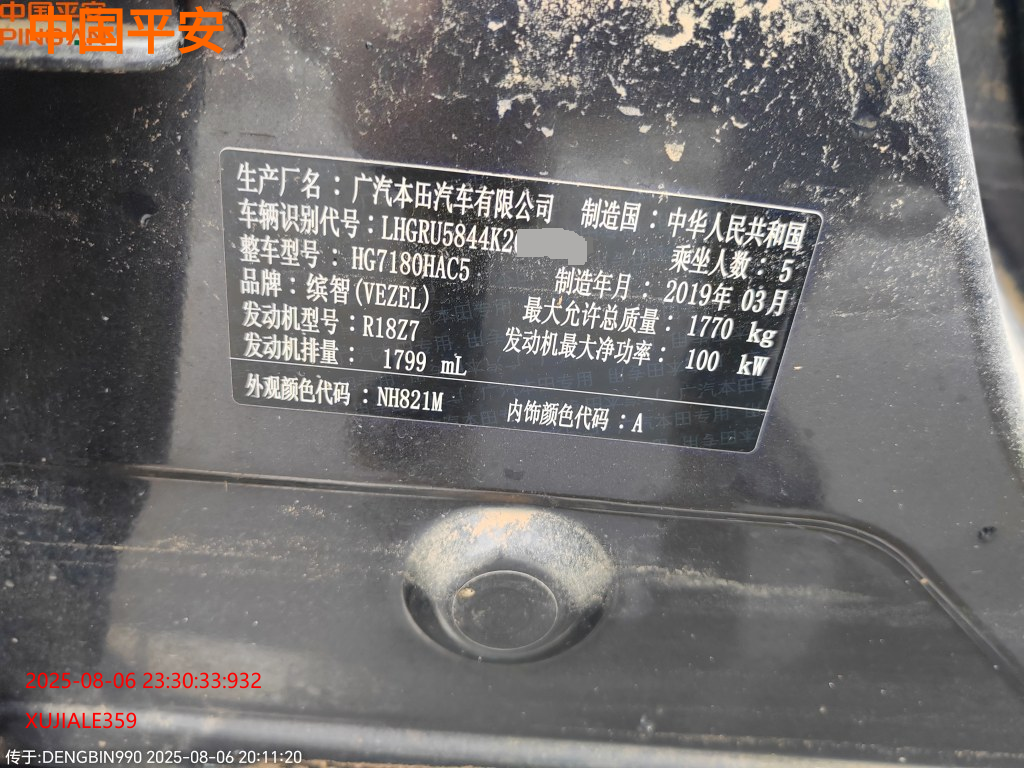 中国平安
PINGAN
中国平安
生产厂名：广汽本田汽车有限公司 制造国：中华人民共和国
车辆识别代号：LHGRU5844K2 乘坐人数：5
整车型号：HG7180HAC5 制造年月：2019年 03月
品牌：缤智(VEZEL) 最大允许总质量：1770 kg
发动机型号：R18Z7 发动机最大净功率：100 kW
发动机排量：1799 mL
外观颜色代码：NH821M 内饰颜色代码：A
2025-08-06 23:30:33:932
XUJIALE359
传于:DENGBIN990 2025-08-06 20:11:20